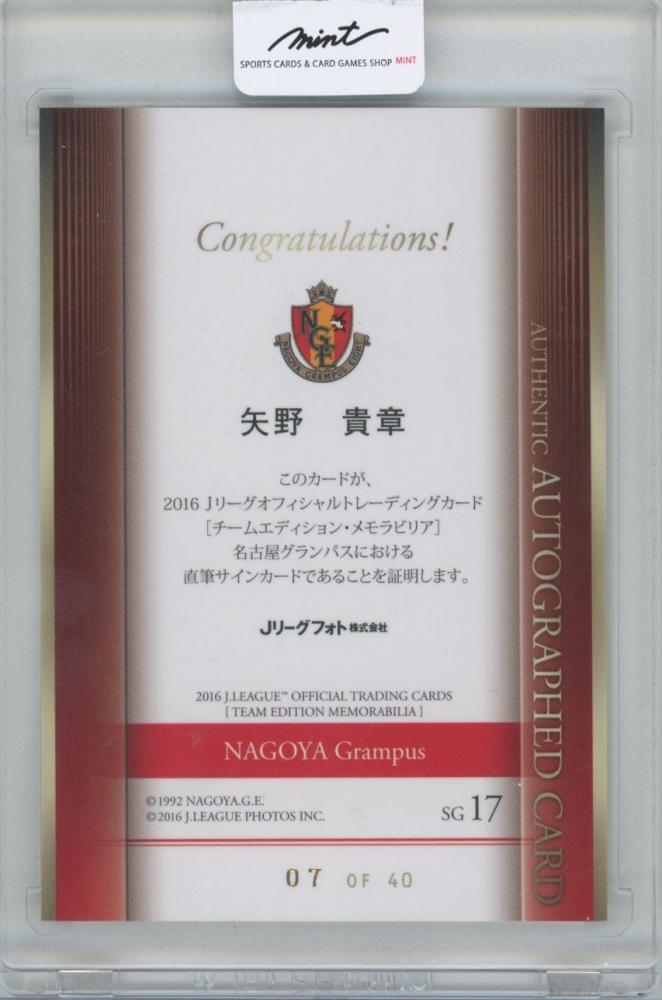 mint
SPORTS CARDS & CARD GAMES SHOP MINT
Congratulations!
NGE
NAGOYA GRAMPUS EIGHT
矢野 貴章
このカードが、
2016 Jリーグオフィシャルトレーディングカード
[チームエディション・メモラビリア]
名古屋グランパスにおける
直筆サインカードであることを証明します。
Jリーグフォト株式会社
2016 J.LEAGUE™ OFFICIAL TRADING CARDS
[ TEAM EDITION MEMORABILIA ]
NAGOYA Grampus
©1992 NAGOYA.G.E.
©2016 J.LEAGUE PHOTOS INC.
SG 17
07 OF 40
AUTHENTIC AUTOGRAPHED CARD